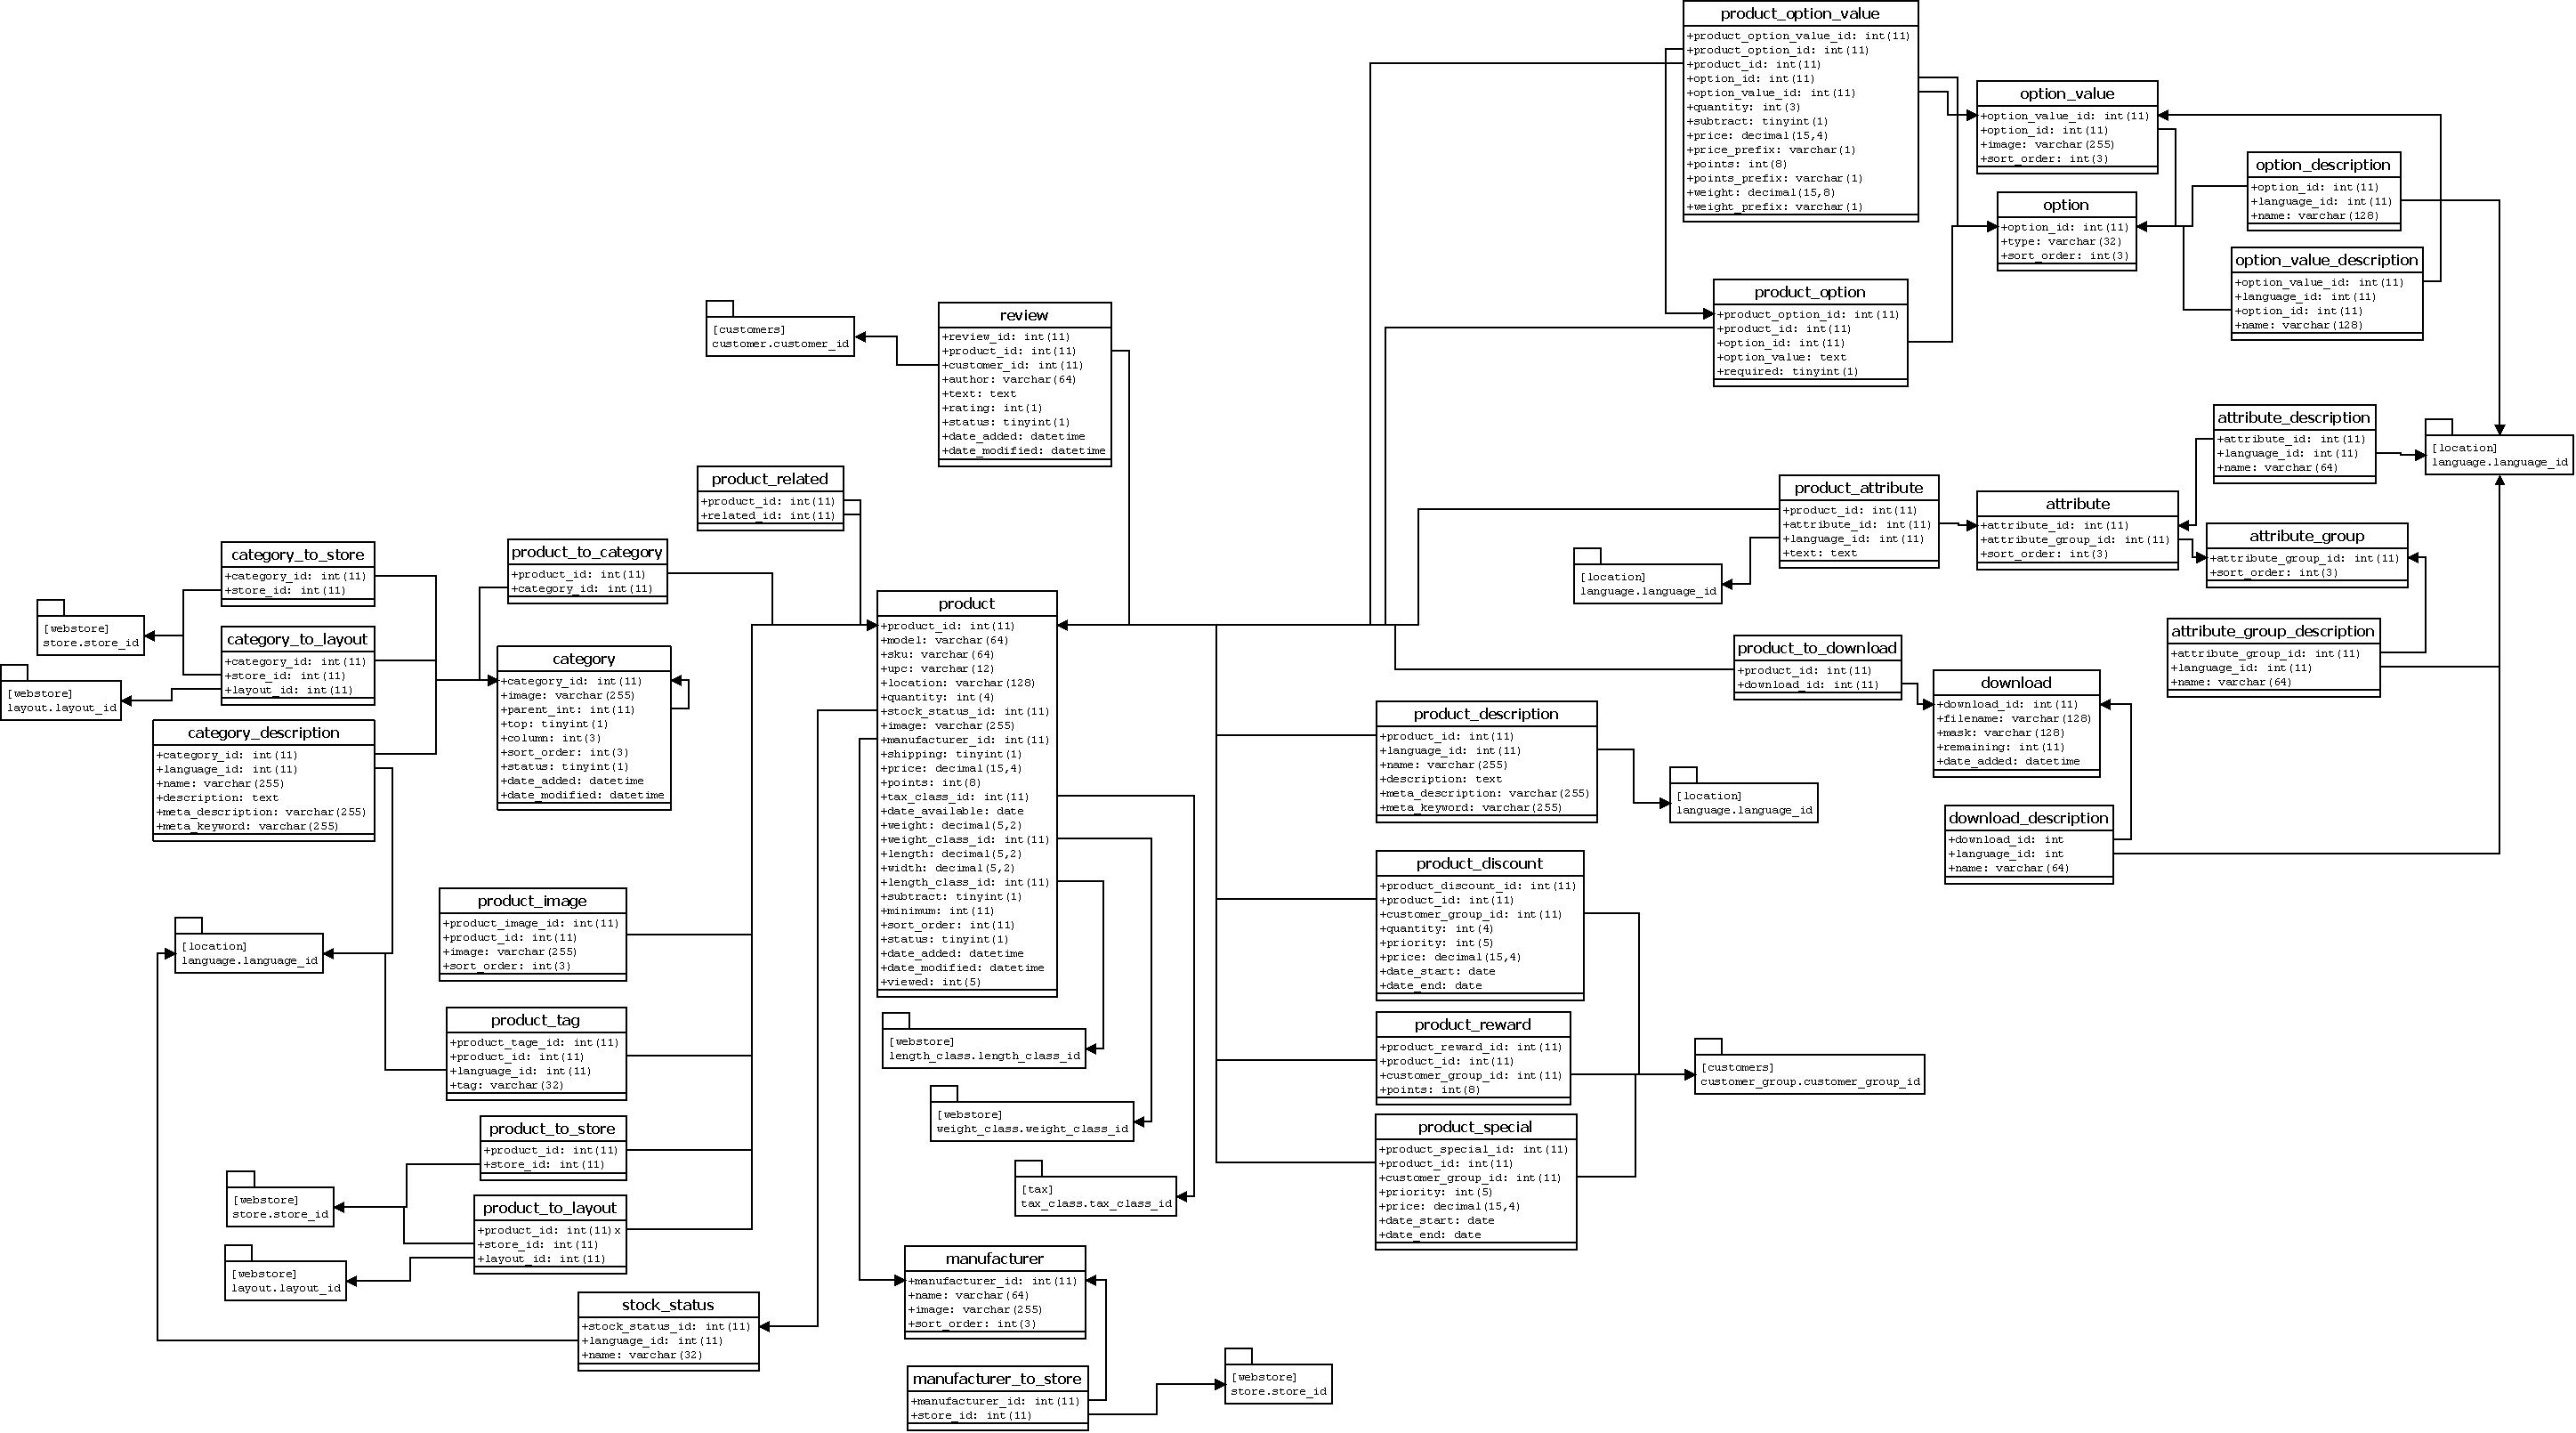 product_option_value
+product_option_value_id: int(11)
+product_option_id: int(11)
+product_id: int(11)
+option_id: int(11)
+option_value_id: int(11)
+quantity: int(3)
+subtract: tinyint(1)
+price: decimal(15,4)
+price_prefix: varchar(1)
+points: int(8)
+points_prefix: varchar(1)
+weight: decimal(15,8)
+weight_prefix: varchar(1)
option_value
+option_value_id: int(11)
+option_id: int(11)
+image: varchar(255)
+sort_order: int(3)
option_description
+option_id: int(11)
+language_id: int(11)
+name: varchar(128)
option
+option_id: int(11)
+type: varchar(32)
+sort_order: int(3)
option_value_description
+option_value_id: int(11)
+language_id: int(11)
+option_id: int(11)
+name: varchar(128)
product_option
+product_option_id: int(11)
+product_id: int(11)
+option_id: int(11)
+option_value: text
+required: tinyint(1)
[customers]
customer.customer_id
review
+review_id: int(11)
+product_id: int(11)
+customer_id: int(11)
+author: varchar(64)
+text: text
+rating: int(1)
+status: tinyint(1)
+date_added: datetime
+date_modified: datetime
attribute_description
+attribute_id: int(11)
+language_id: int(11)
+name: varchar(64)
[location]
language.language_id
product_related
+product_id: int(11)
+related_id: int(11)
product_attribute
+product_id: int(11)
+attribute_id: int(11)
+language_id: int(11)
+text: text
attribute
+attribute_id: int(11)
+attribute_group_id: int(11)
+sort_order: int(3)
attribute_group
+attribute_group_id: int(11)
+sort_order: int(3)
[location]
language.language_id
category_to_store
+category_id: int(11)
+store_id: int(11)
product_to_category
+product_id: int(11)
+category_id: int(11)
[webstore]
store.store_id
category_to_layout
+category_id: int(11)
+store_id: int(11)
+layout_id: int(11)
[webstore]
layout.layout_id
category
+category_id: int(11)
+image: varchar(255)
+parent_int: int(11)
+top: tinyint(1)
+column: int(3)
+sort_order: int(3)
+status: tinyint(1)
+date_added: datetime
+date_modified: datetime
product
+product_id: int(11)
+model: varchar(64)
+sku: varchar(64)
+upc: varchar(12)
+location: varchar(128)
+quantity: int(4)
+stock_status_id: int(11)
+image: varchar(255)
+manufacturer_id: int(11)
+shipping: tinyint(1)
+price: decimal(15,4)
+points: int(8)
+tax_class_id: int(11)
+date_available: date
+weight: decimal(5,2)
+weight_class_id: int(11)
+length: decimal(5,2)
+width: decimal(5,2)
+length_class_id: int(11)
+subtract: tinyint(1)
+minimum: int(11)
+sort_order: int(11)
+status: tinyint(1)
+date_added: datetime
+date_modified: datetime
+viewed: int(5)
attribute_group_description
+attribute_group_id: int(11)
+language_id: int(11)
+name: varchar(64)
product_to_download
+product_id: int(11)
+download_id: int(11)
download
+download_id: int(11)
+filename: varchar(128)
+mask: varchar(128)
+remaining: int(11)
+date_added: datetime
product_description
+product_id: int(11)
+language_id: int(11)
+name: varchar(255)
+description: text
+meta_description: varchar(255)
+meta_keyword: varchar(255)
[location]
language.language_id
category_description
+category_id: int(11)
+language_id: int(11)
+name: varchar(255)
+description: text
+meta_description: varchar(255)
+meta_keyword: varchar(255)
download_description
+download_id: int
+language_id: int
+name: varchar(64)
product_discount
+product_discount_id: int(11)
+product_id: int(11)
+customer_group_id: int(11)
+quantity: int(4)
+priority: int(5)
+price: decimal(15,4)
+date_start: date
+date_end: date
product_image
+product_image_id: int(11)
+product_id: int(11)
+image: varchar(255)
+sort_order: int(3)
[location]
language.language_id
product_tag
+product_tage_id: int(11)
+product_id: int(11)
+language_id: int(11)
+tag: varchar(32)
[webstore]
length_class.length_class_id
product_reward
+product_reward_id: int(11)
+product_id: int(11)
+customer_group_id: int(11)
+points: int(8)
[customers]
customer_group.customer_group_id
[webstore]
weight_class.weight_class_id
product_to_store
+product_id: int(11)
+store_id: int(11)
product_special
+product_special_id: int(11)
+product_id: int(11)
+customer_group_id: int(11)
+priority: int(5)
+price: decimal(15,4)
+date_start: date
+date_end: date
[tax]
tax_class.tax_class_id
[webstore]
store.store_id
product_to_layout
+product_id: int(11)x
+store_id: int(11)
+layout_id: int(11)
[webstore]
layout.layout_id
manufacturer
+manufacturer_id: int(11)
+name: varchar(64)
+image: varchar(255)
+sort_order: int(3)
stock_status
+stock_status_id: int(11)
+language_id: int(11)
+name: varchar(32)
manufacturer_to_store
+manufacturer_id: int(11)
+store_id: int(11)
[webstore]
store.store_id